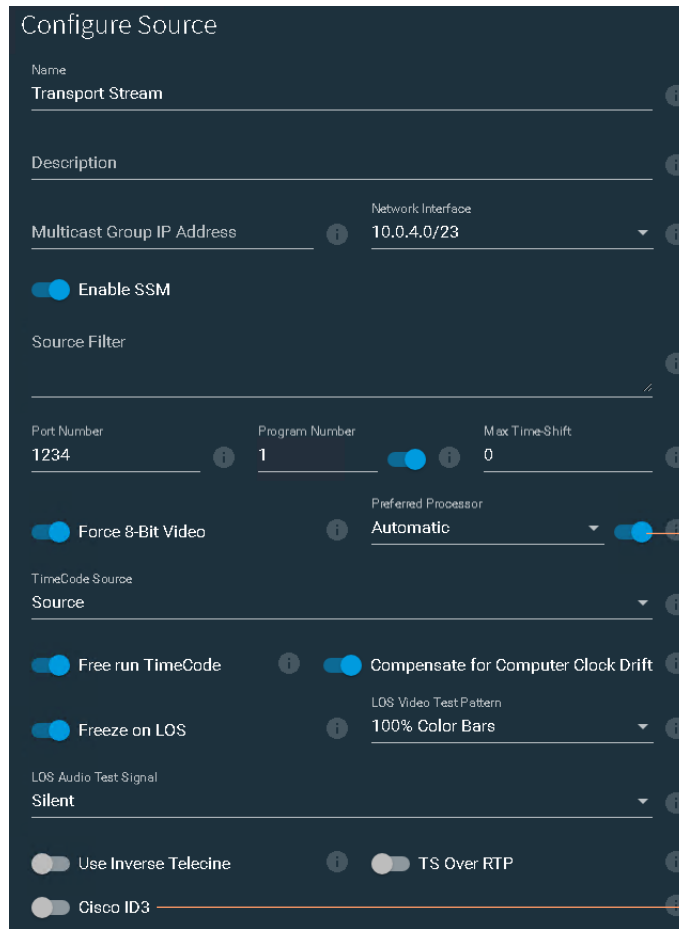 Configure Source
Name
Transport Stream
Description
Network Interface
Multicast Group IP Address
10.0.4.0/23
Enable SSM
Source Filter
Port Number
Program Number
Max Time-Shift
1234
1
0
Preferred Processor
Force 8-Bit Video
Automatic
TimeCode Source
Source
Free run TimeCode
Compensate for Computer Clock Drift
LOS Video Test Pattern
Freeze on LOS
100% Color Bars
LOS Audio Test Signal
Silent
Use Inverse Telecine
TS Over RTP
Cisco ID3